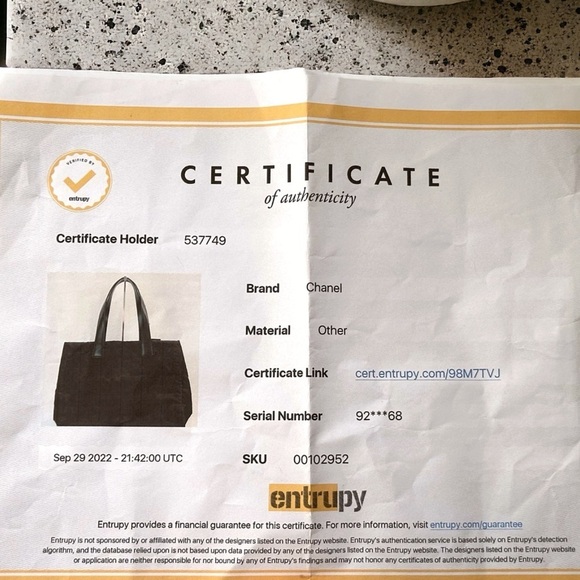 VERIFIED BY
entrupy
CERTIFICATE
of authenticity
Certificate Holder 537749
Brand Chanel
Material Other
Certificate Link cert.entrupy.com/98M7TVJ
Serial Number 92***68
Sep 29 2022 - 21:42:00 UTC
SKU 00102952
entrupy
Entrupy provides a financial guarantee for this certificate. For more information, visit entrupy.com/guarantee
Entrupy is not sponsored by or affiliated with any of the designers listed on the Entrupy website. Entrupy's authentication service is based solely on Entrupy's detection
algorithm, and the database relied upon is not based upon data provided by any of the designers listed on the Entrupy website. The designers listed on the Entrupy website
or application are neither responsible for nor bound by any of Entrupy's findings and may not honor any certificates of authenticity provided by Entrupy.